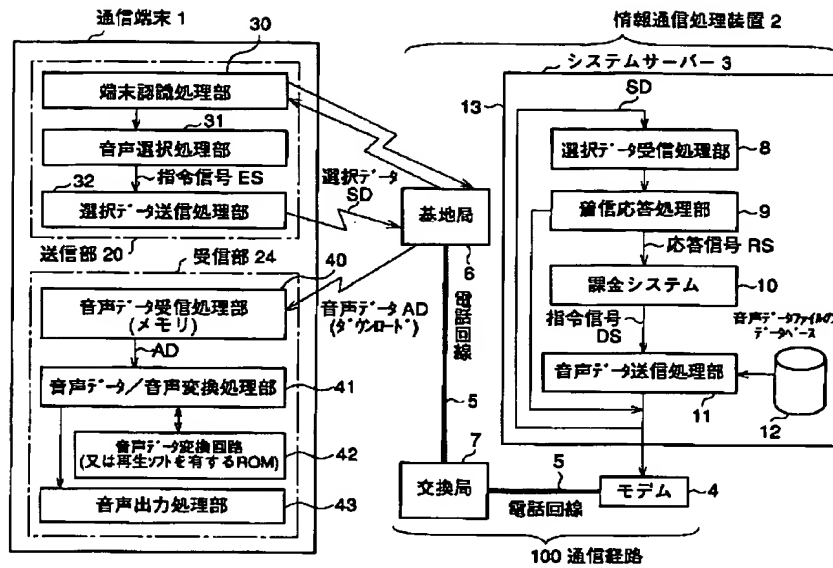 通信端末 1
30
端末認識処理部
31
音声選択処理部
32
指令信号 ES
選択データ送信処理部
送信部 20
受信部 24
40
音声データ受信処理部
(メモリ)
AD
音声データ／音声変換処理部
41
音声データ変換回路
(又は再生ソフトを有するROM)
42
音声出力処理部
43
選択データ
SD
基地局
6
音声データ AD
(ダウンロード)
電話回線
5
7
交換局
5
電話回線
モデム
4
100 通信経路
情報通信処理装置 2
システムサーバー 3
13
SD
選択データ受信処理部
8
着信応答処理部
9
応答信号 RS
課金システム
10
指令信号
DS
音声データファイルの
データベース
音声データ送信処理部
11
12